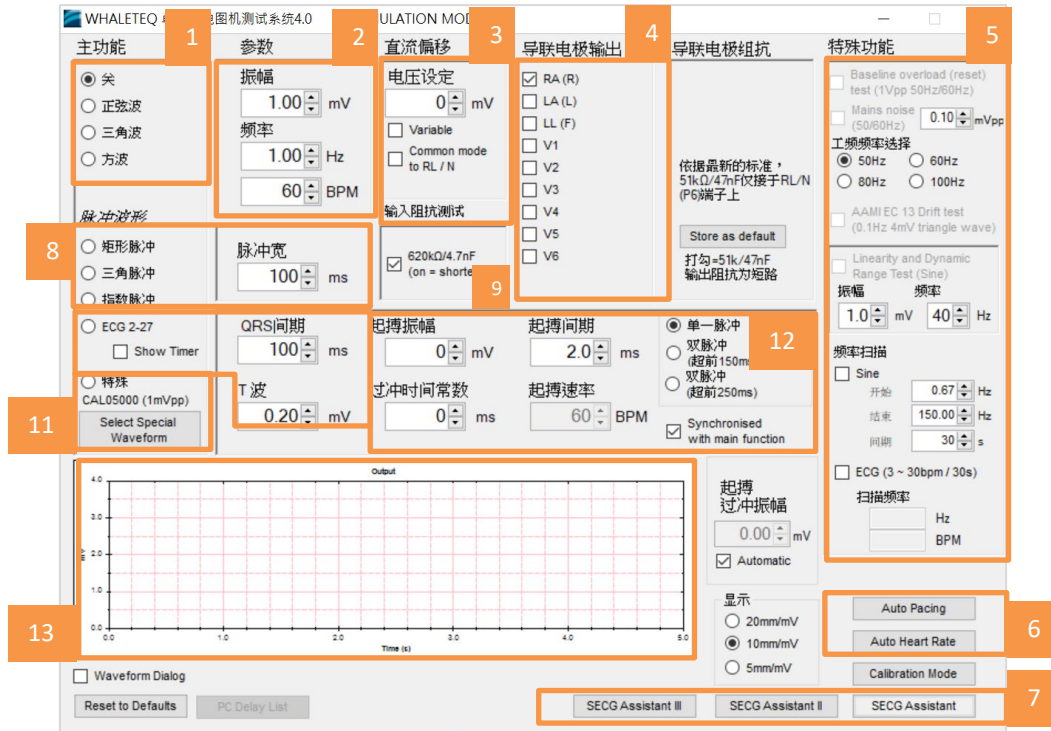 WHALETEQ 电图机测试系统4.0 ULATION MOD
主功能
1
关
正弦波
三角波
方波
参数
2
振幅
1.00 mV
频率
1.00 Hz
60 BPM
直流偏移
3
电压设定
0 mV
Variable
Common mode
to RL / N
输入阻抗测试
620kΩ/4.7nF
(on = shorte
9
导联电极输出
4
RA (R)
LA (L)
LL (F)
V1
V2
V3
V4
V5
V6
导联电极组抗
依据最新的标准，
51kΩ/47nF仅接于RL/N
(P6)端子上
Store as default
打勾=51k/47nF
输出阻抗为短路
特殊功能
5
Baseline overload (reset)
test (1Vpp 50Hz/60Hz)
Mains noise
(50/60Hz)
0.10 mVpp
工频频率选择
50Hz 60Hz
80Hz 100Hz
AAMI EC 13 Drift test
(0.1Hz 4mV triangle wave)
Linearity and Dynamic
Range Test (Sine)
振幅 频率
1.0 mV 40 Hz
频率扫描
Sine
开始 0.67 Hz
结束 150.00 Hz
间期 30 s
ECG (3 ~ 30bpm / 30s)
扫描频率
Hz
BPM
脉冲波形
8
矩形脉冲
三角脉冲
指数脉冲
脉冲宽
100 ms
ECG 2-27
Show Timer
QRS间期
100 ms
特殊
CAL05000 (1mVpp)
11
Select Special
Waveform
T 波
0.20 mV
起搏振幅
0 mV
起搏间期
2.0 ms
过冲时间常数
0 ms
起搏速率
60 BPM
12
单一脉冲
双脉冲
(超前150ms
双脉冲
(超前250ms)
Synchronised
with main function
13
Output
4.0
3.0
mV
2.0
1.0
0.0
0.0 1.0 2.0 3.0 4.0 5.0
Time (s)
起搏
过冲振幅
0.00 mV
Automatic
显示
20mm/mV
10mm/mV
5mm/mV
Auto Pacing
6
Auto Heart Rate
Calibration Mode
Waveform Dialog
Reset to Defaults
PC Delay List
SECG Assistant III
SECG Assistant II
SECG Assistant
7